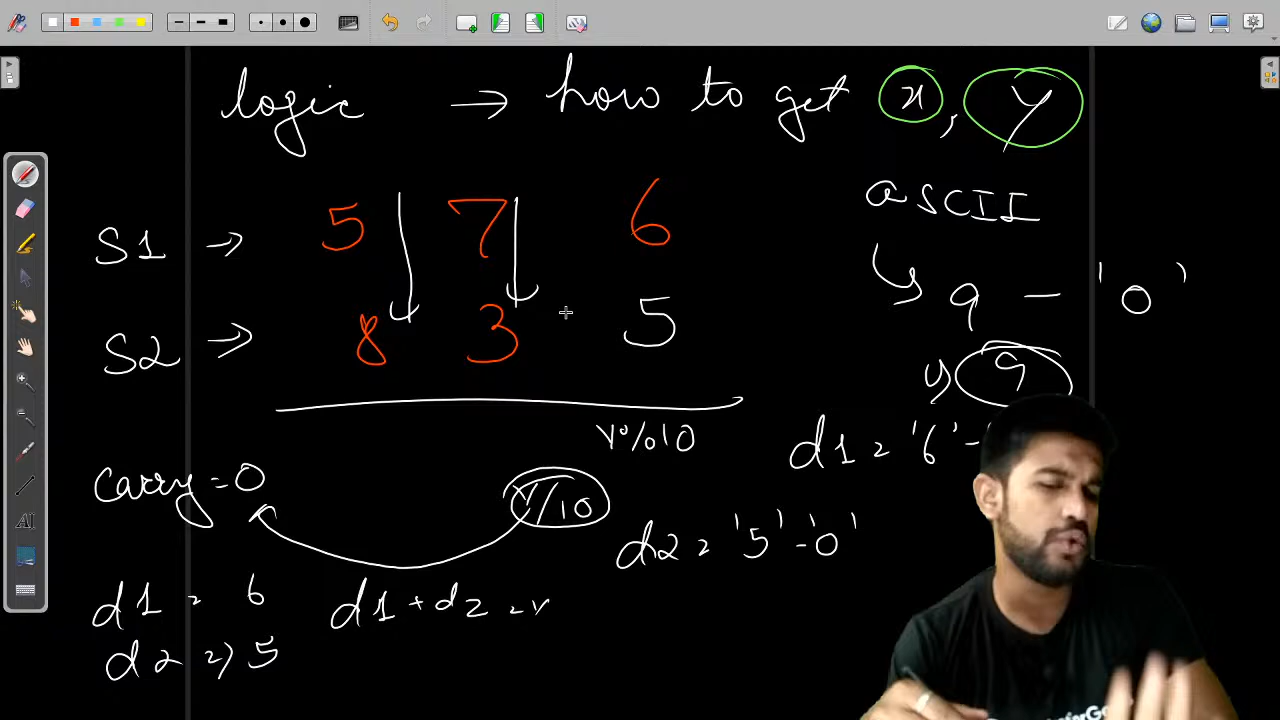 logic → how to get x, y
S1 → 5 7 6
ASCII
↳ 9 - '0'
S2 → 8 3 5
9
r%10
d1 = '6' -
carry = 0
r/10
d2 = '5' - '0'
d1 = 6
d1 + d2 = r
d2 => 5